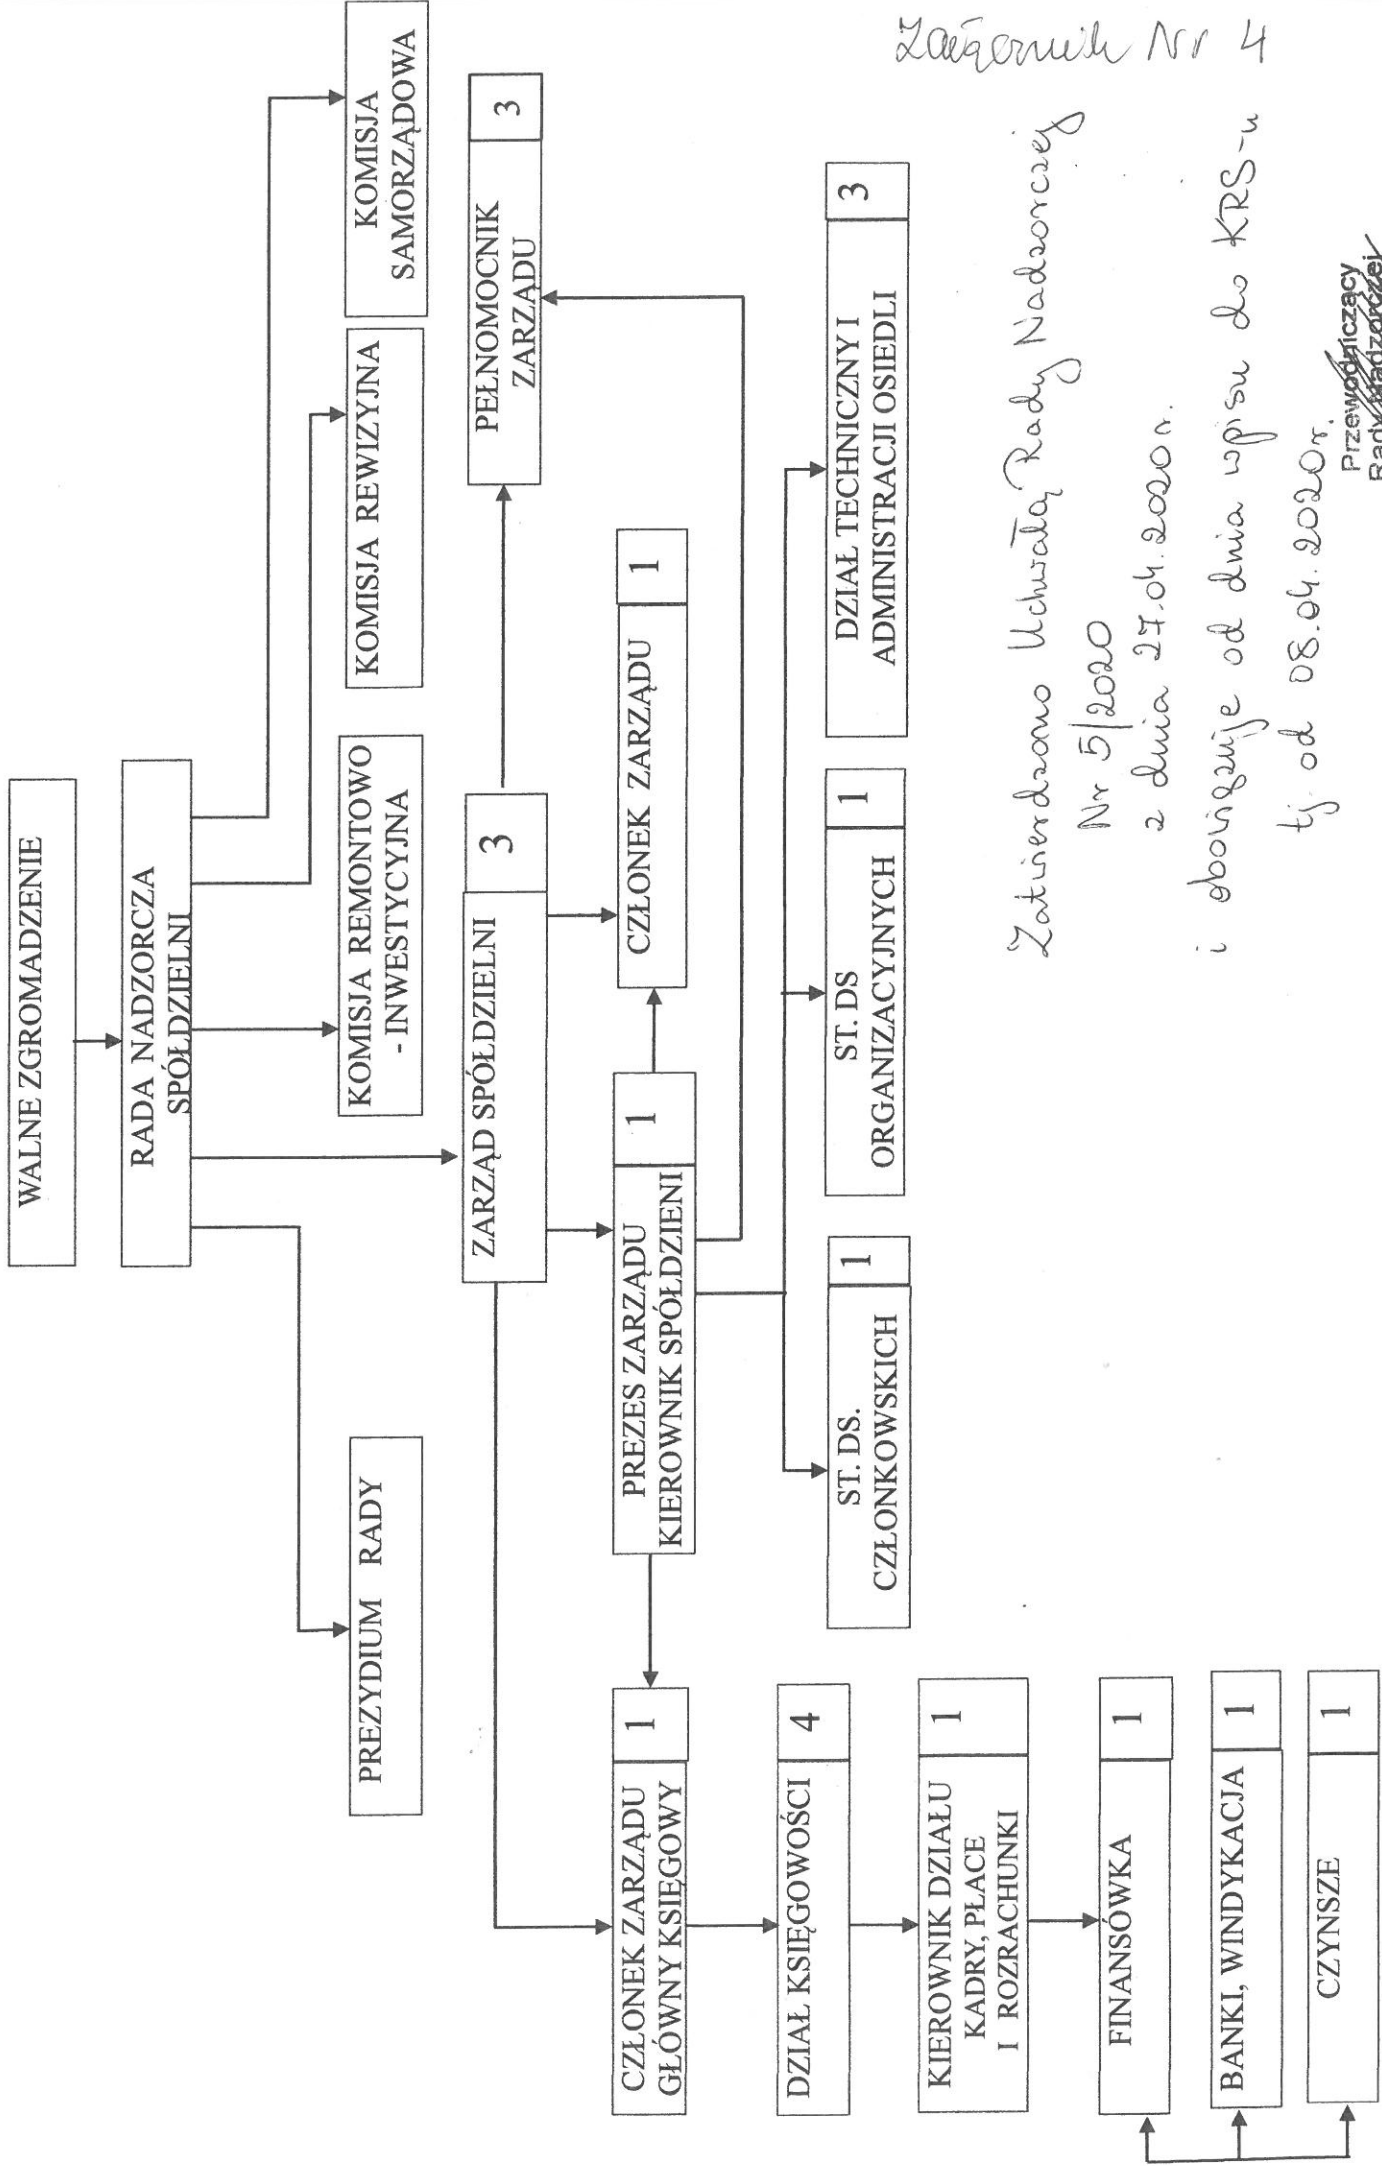 Załącznik Nr 4
WALNE ZGROMADZENIE
RADA NADZORCZA
SPÓŁDZIELNI
PREZYDIUM RADY
KOMISJA REMONTOWO
- INWESTYCYJNA
KOMISJA REWIZYJNA
KOMISJA
SAMORZĄDOWA
ZARZĄD SPÓŁDZIELNI 3
PEŁNOMOCNIK
ZARZĄDU
3
CZŁONEK ZARZĄDU
GŁÓWNY KSIĘGOWY
1
PREZES ZARZĄDU
KIEROWNIK SPÓŁDZIENI
1
CZŁONEK ZARZĄDU 1
DZIAŁ KSIĘGOWOŚCI 4
ST. DS.
CZŁONKOWSKICH
1
ST. DS
ORGANIZACYJNYCH
1
DZIAŁ TECHNICZNY I
ADMINISTRACJI OSIEDLI
3
KIEROWNIK DZIAŁU
KADRY, PŁACE
I ROZRACHUNKI
1
FINANSÓWKA 1
BANKI, WINDYKACJA 1
CZYNSZE 1
Zatwierdzono Uchwałą Rady Nadzorczej
Nr 5/2020
z dnia 27.04.2020r.
i obowiązuje od dnia wpisu do KRS-u
tj. od 08.04.2020r.
Przewodniczący
Rady Nadzorczej